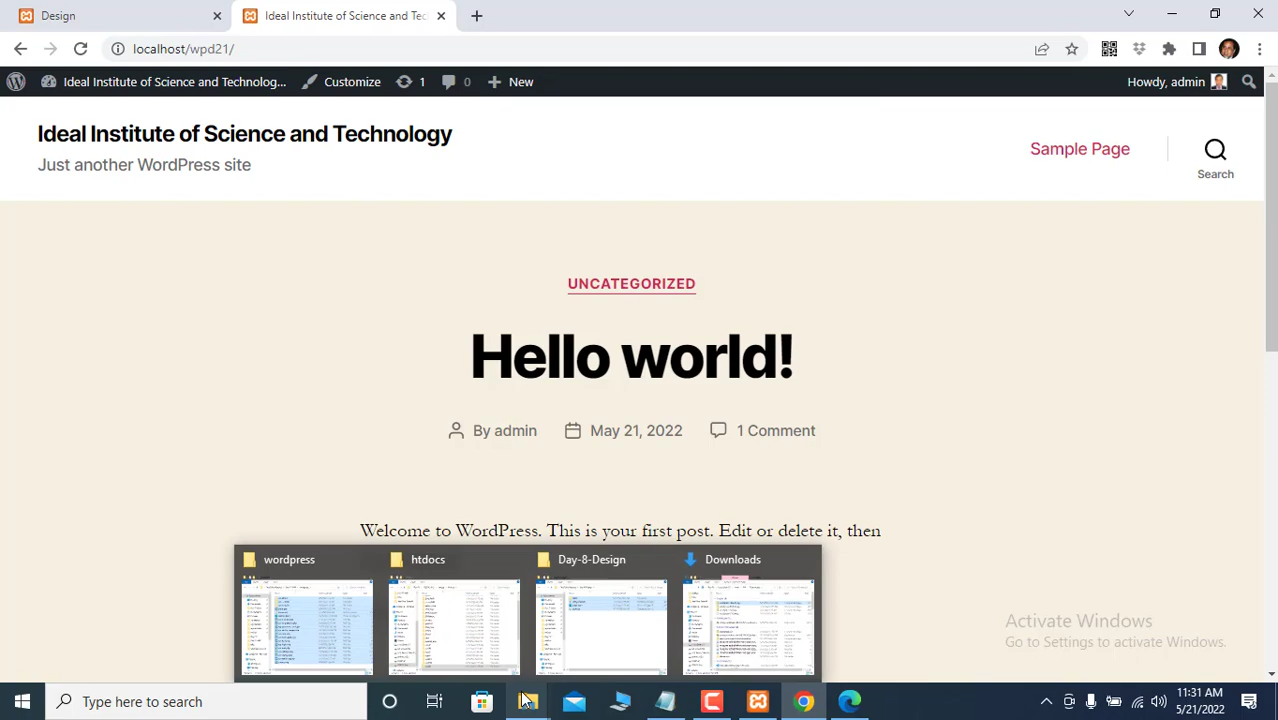 Design
Ideal Institute of Science and Tec
localhost/wpd21/
Ideal Institute of Science and Technolog... Customize 1 0 New Howdy, admin
Ideal Institute of Science and Technology
Just another WordPress site
Sample Page
Search
UNCATEGORIZED
Hello world!
By admin May 21, 2022 1 Comment
Welcome to WordPress. This is your first post. Edit or delete it, then
wordpress htdocs Day-8-Design Downloads
Activate Windows
Go to Settings to activate Windows.
Type here to search
11:31 AM
5/21/2022